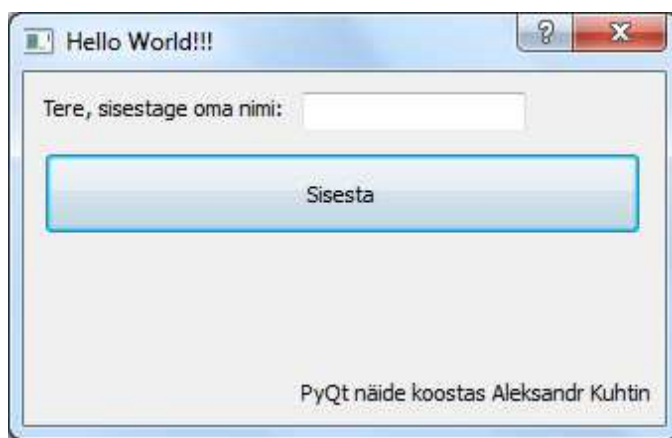 Hello World!!!
Tere, sisestage oma nimi:
Sisesta
PyQt näide koostas Aleksandr Kuhtin